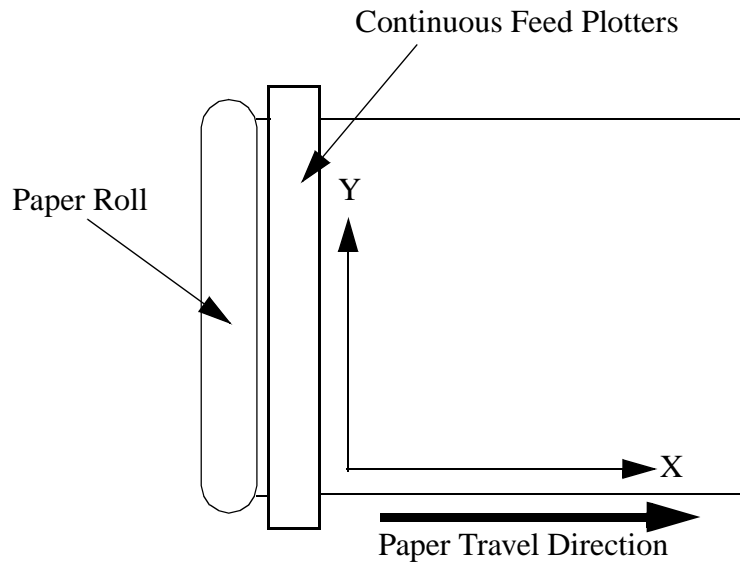 Continuous Feed Plotters
Paper Roll
Y
X
Paper Travel Direction